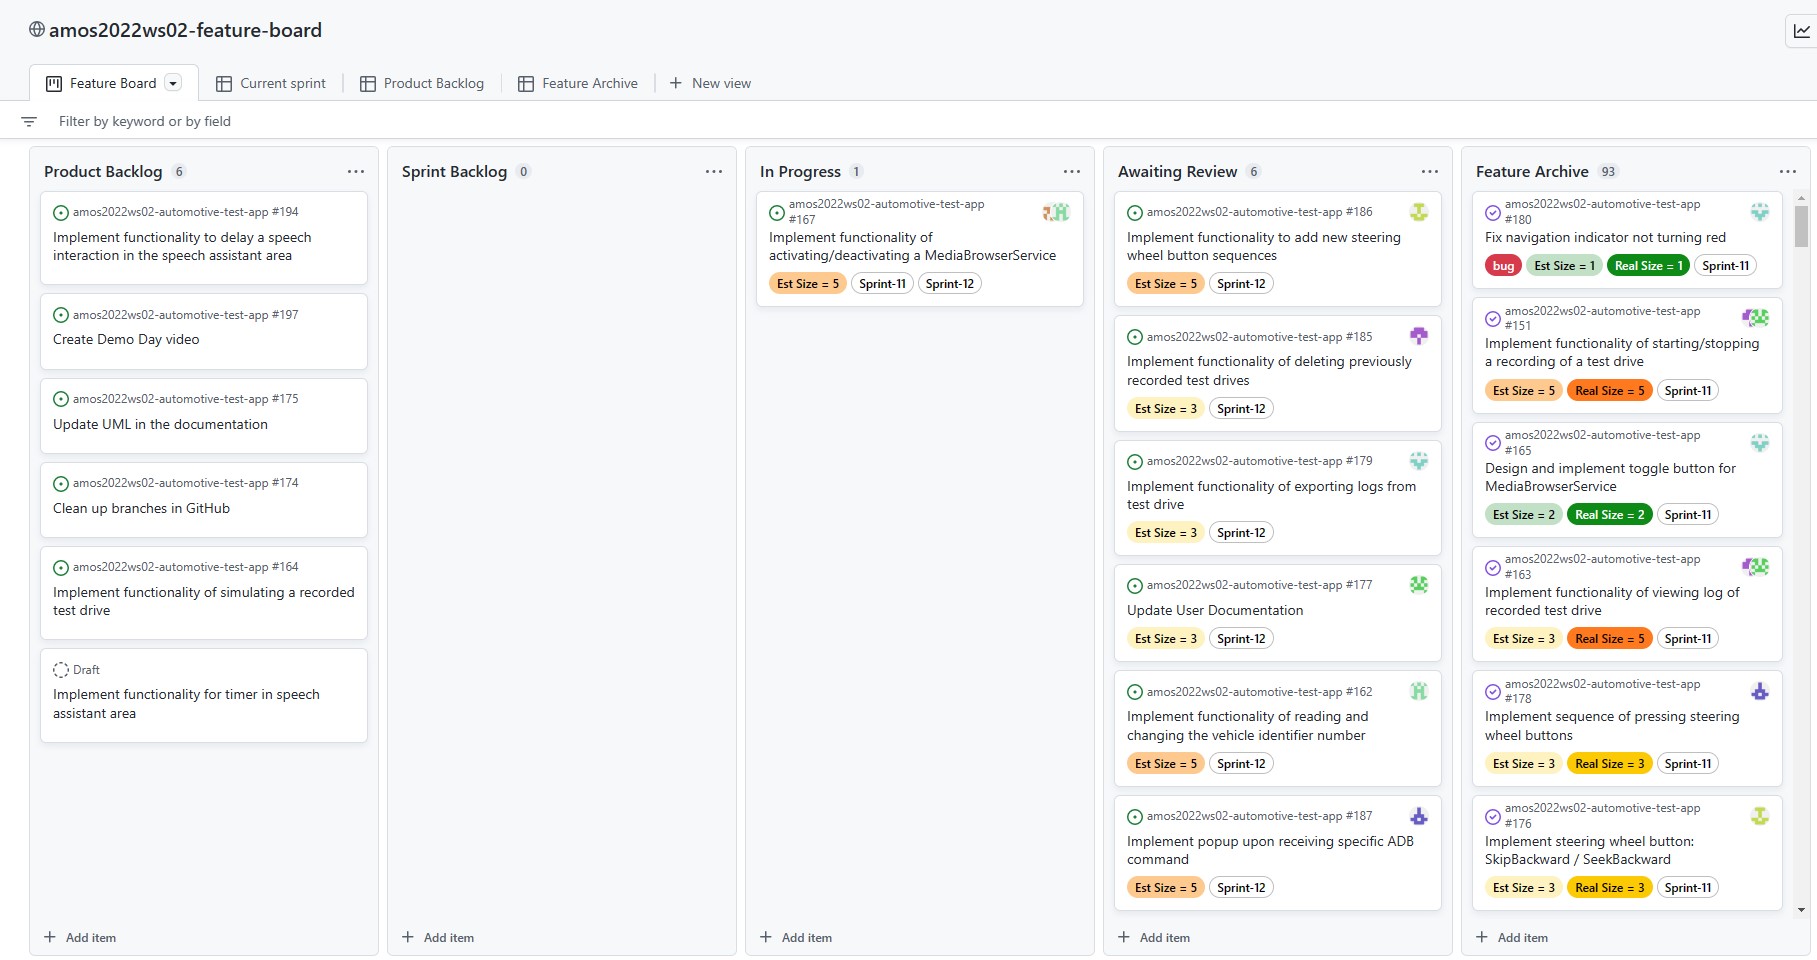 amos2022ws02-feature-board
Feature Board
Current sprint
Product Backlog
Feature Archive
New view
Filter by keyword or by field
Product Backlog 6
amos2022ws02-automotive-test-app #194
Implement functionality to delay a speech
interaction in the speech assistant area
amos2022ws02-automotive-test-app #197
Create Demo Day video
amos2022ws02-automotive-test-app #175
Update UML in the documentation
amos2022ws02-automotive-test-app #174
Clean up branches in GitHub
amos2022ws02-automotive-test-app #164
Implement functionality of simulating a recorded
test drive
Draft
Implement functionality for timer in speech
assistant area
Add item
Sprint Backlog 0
Add item
In Progress 1
amos2022ws02-automotive-test-app
#167
Implement functionality of
activating/deactivating a MediaBrowserService
Est Size = 5 Sprint-11 Sprint-12
Add item
Awaiting Review 6
amos2022ws02-automotive-test-app #186
Implement functionality to add new steering
wheel button sequences
Est Size = 5 Sprint-12
amos2022ws02-automotive-test-app #185
Implement functionality of deleting previously
recorded test drives
Est Size = 3 Sprint-12
amos2022ws02-automotive-test-app #179
Implement functionality of exporting logs from
test drive
Est Size = 3 Sprint-12
amos2022ws02-automotive-test-app #177
Update User Documentation
Est Size = 3 Sprint-12
amos2022ws02-automotive-test-app #162
Implement functionality of reading and
changing the vehicle identifier number
Est Size = 5 Sprint-12
amos2022ws02-automotive-test-app #187
Implement popup upon receiving specific ADB
command
Est Size = 5 Sprint-12
Add item
Feature Archive 93
amos2022ws02-automotive-test-app
#180
Fix navigation indicator not turning red
bug Est Size = 1 Real Size = 1 Sprint-11
amos2022ws02-automotive-test-app
#151
Implement functionality of starting/stopping
a recording of a test drive
Est Size = 5 Real Size = 5 Sprint-11
amos2022ws02-automotive-test-app
#165
Design and implement toggle button for
MediaBrowserService
Est Size = 2 Real Size = 2 Sprint-11
amos2022ws02-automotive-test-app
#163
Implement functionality of viewing log of
recorded test drive
Est Size = 3 Real Size = 5 Sprint-11
amos2022ws02-automotive-test-app
#178
Implement sequence of pressing steering
wheel buttons
Est Size = 3 Real Size = 3 Sprint-11
amos2022ws02-automotive-test-app
#176
Implement steering wheel button:
SkipBackward / SeekBackward
Est Size = 3 Real Size = 3 Sprint-11
Add item